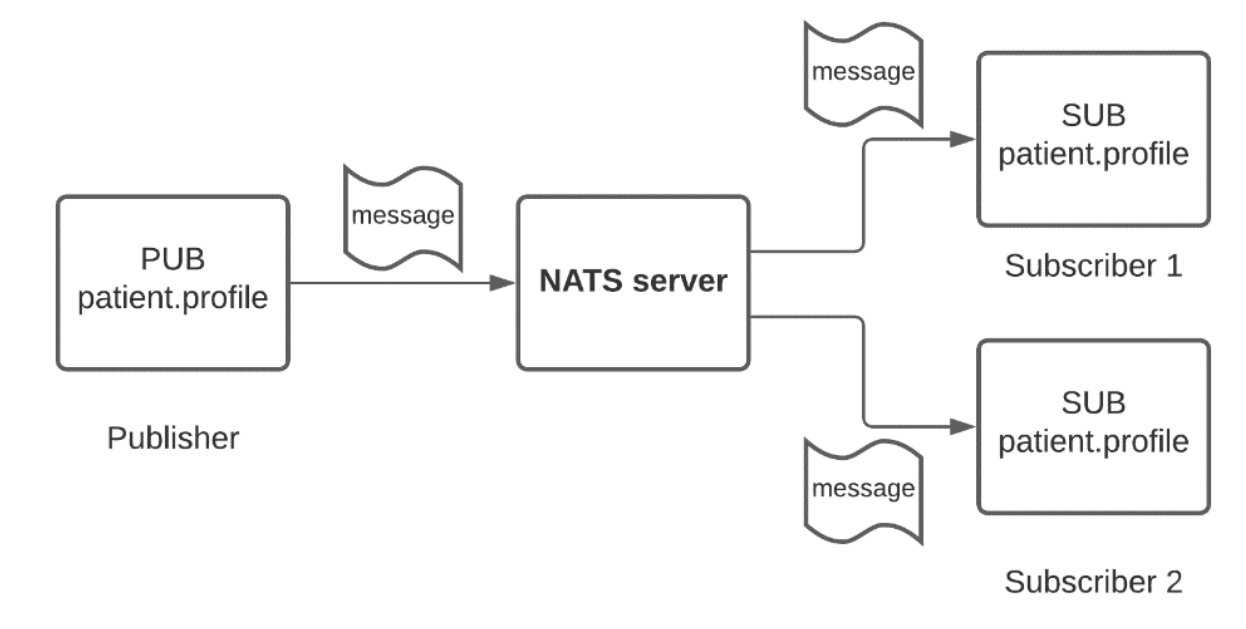 PUB
patient.profile
Publisher
message
NATS server
message
SUB
patient.profile
Subscriber 1
message
SUB
patient.profile
Subscriber 2